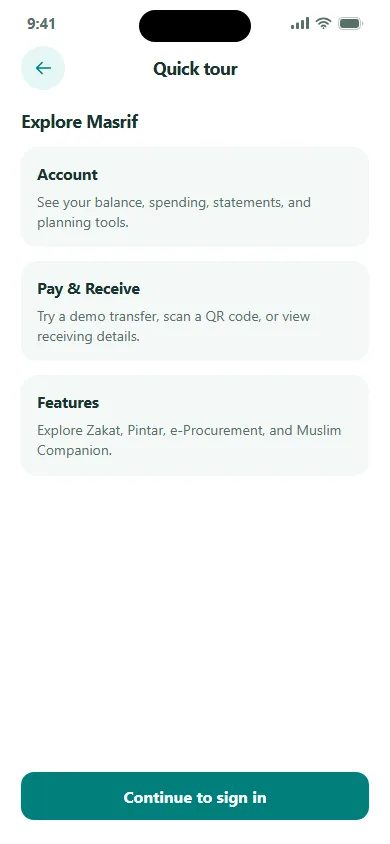 9:41
Quick tour
Explore Masrif
Account
See your balance, spending, statements, and
planning tools.
Pay & Receive
Try a demo transfer, scan a QR code, or view
receiving details.
Features
Explore Zakat, Pintar, e-Procurement, and Muslim
Companion.
Continue to sign in